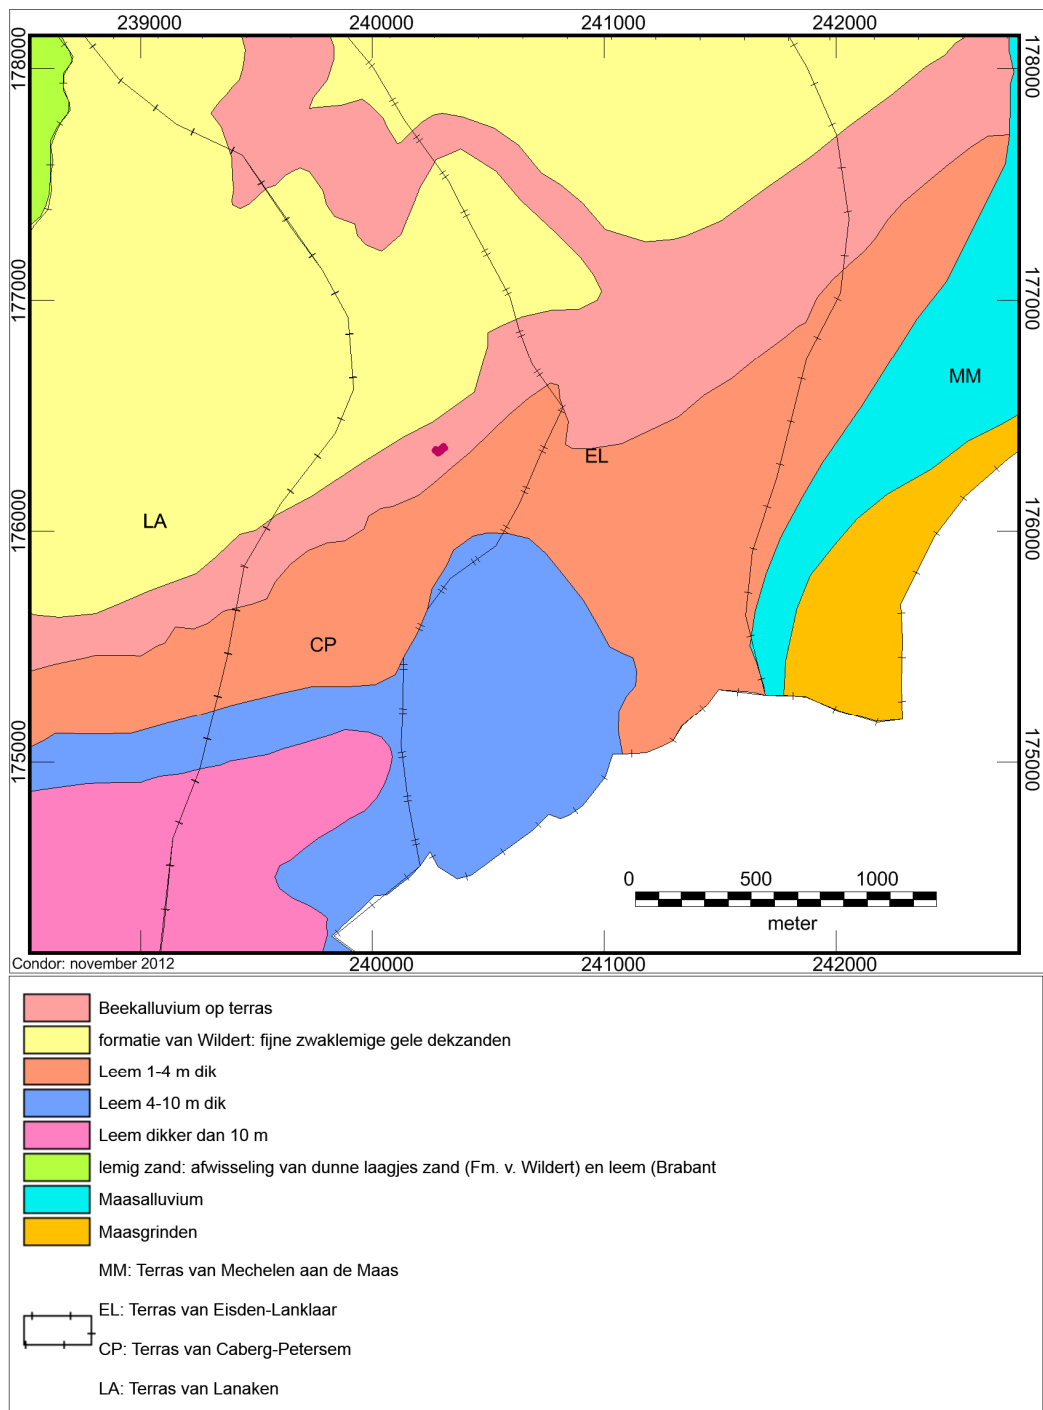 239000 240000 241000 242000
178000 178000
177000 177000
MM
EL
LA
176000 176000
CP
175000 175000
0 500 1000
meter
Condor: november 2012
240000 241000 242000
Beekalluvium op terras
formatie van Wildert: fijne zwaklemige gele dekzanden
Leem 1-4 m dik
Leem 4-10 m dik
Leem dikker dan 10 m
lemig zand: afwisseling van dunne laagjes zand (Fm. v. Wildert) en leem (Brabant
Maasalluvium
Maasgrinden
MM: Terras van Mechelen aan de Maas
EL: Terras van Eisden-Lanklaar
CP: Terras van Caberg-Petersem
LA: Terras van Lanaken